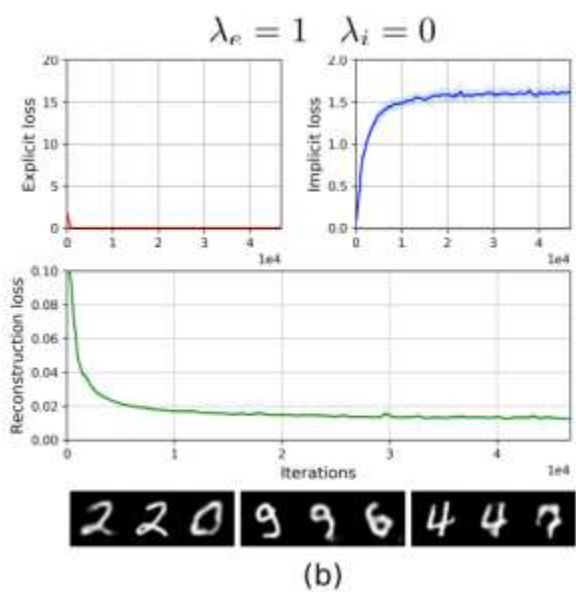 λₑ = 1 λᵢ = 0
20
15
10
5
0
Explicit loss
0 1 2 3 4
1e4
2.0
1.5
1.0
0.5
0.0
Implicit loss
0 1 2 3 4
1e4
0.10
0.08
0.06
0.04
0.02
0.00
Reconstruction loss
0 1 2 3 4
Iterations
1e4
2 2 0 9 9 6 4 4 7
(b)